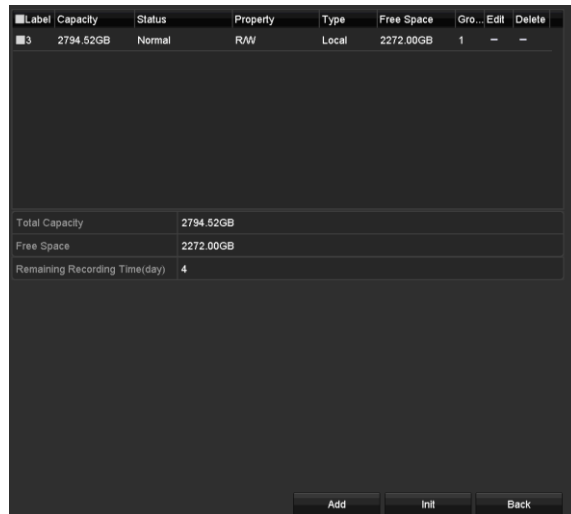 Label Capacity Status Property Type Free Space Gro... Edit Delete
3 2794.52GB Normal R/W Local 2272.00GB 1 – –
Total Capacity 2794.52GB
Free Space 2272.00GB
Remaining Recording Time(day) 4
Add Init Back